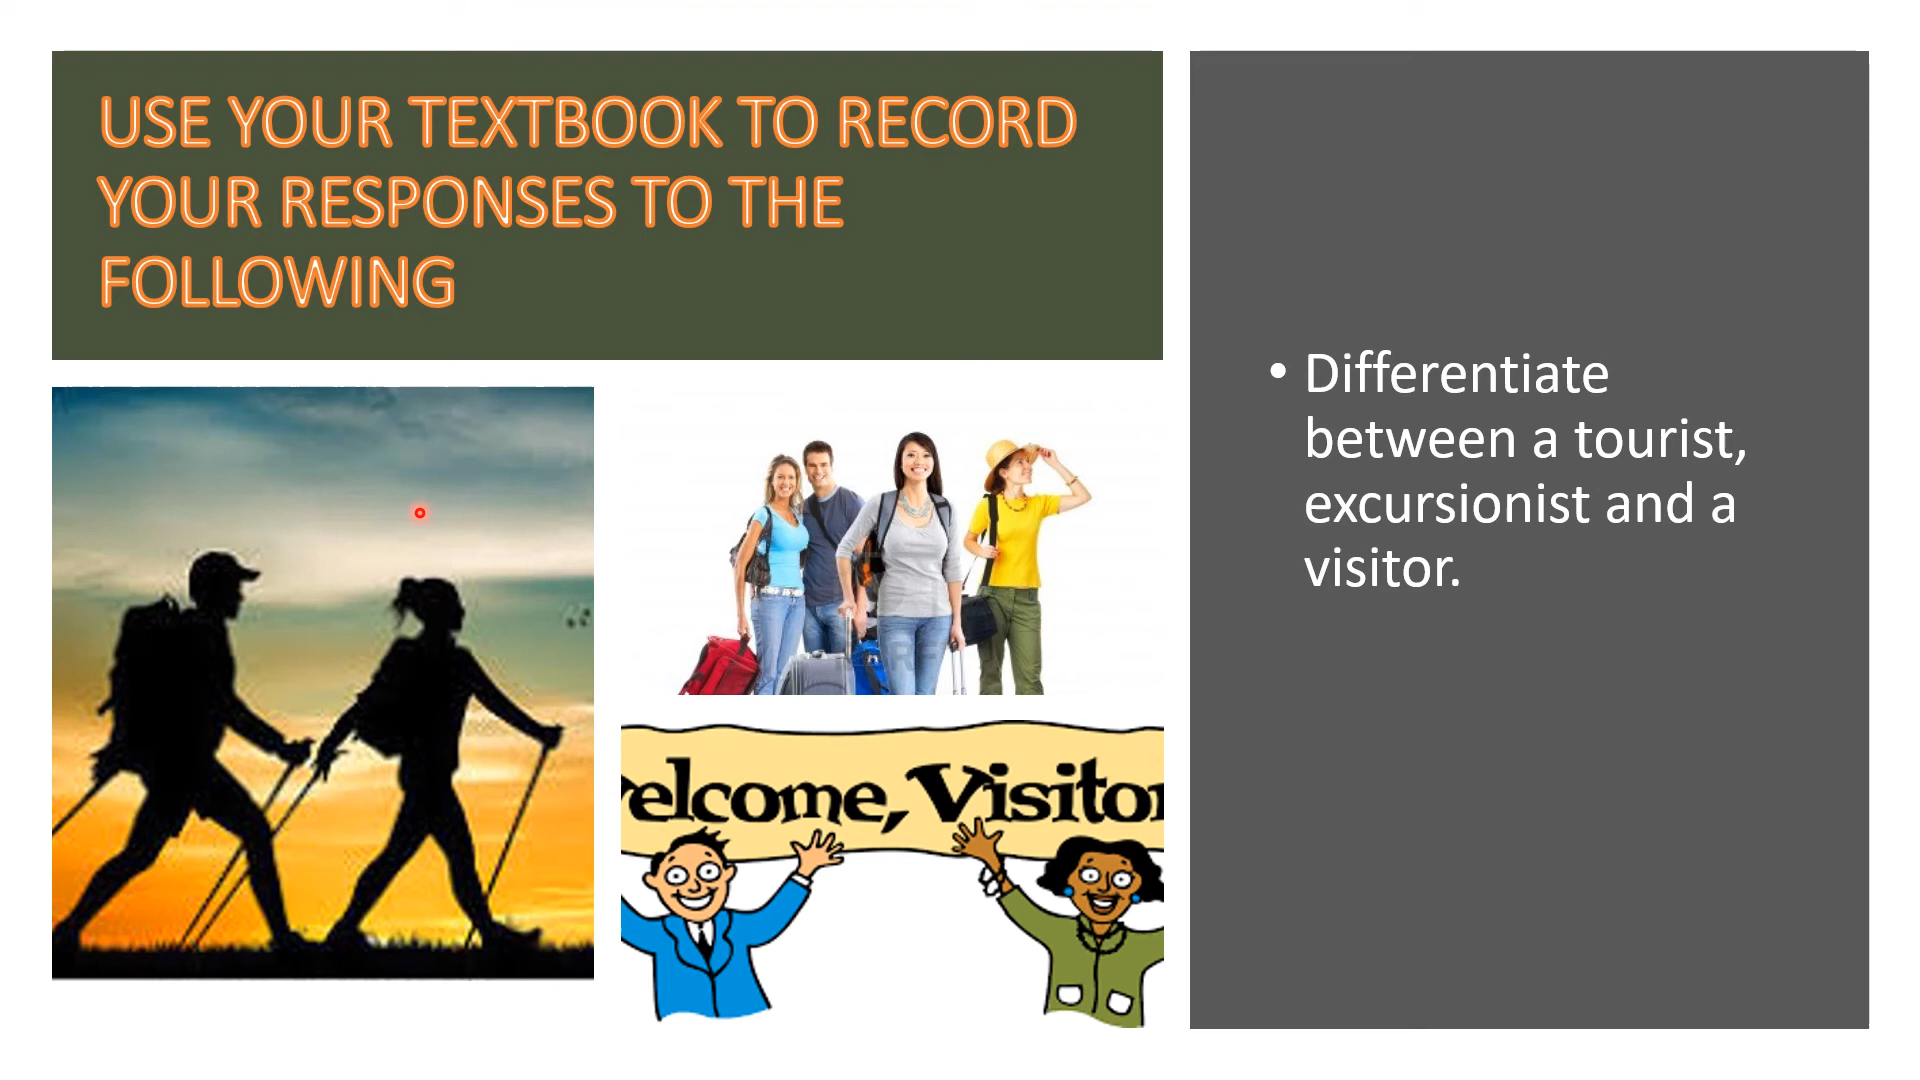 USE YOUR TEXTBOOK TO RECORD
YOUR RESPONSES TO THE
FOLLOWING
• Differentiate
between a tourist,
excursionist and a
visitor.
elcome, Visitor